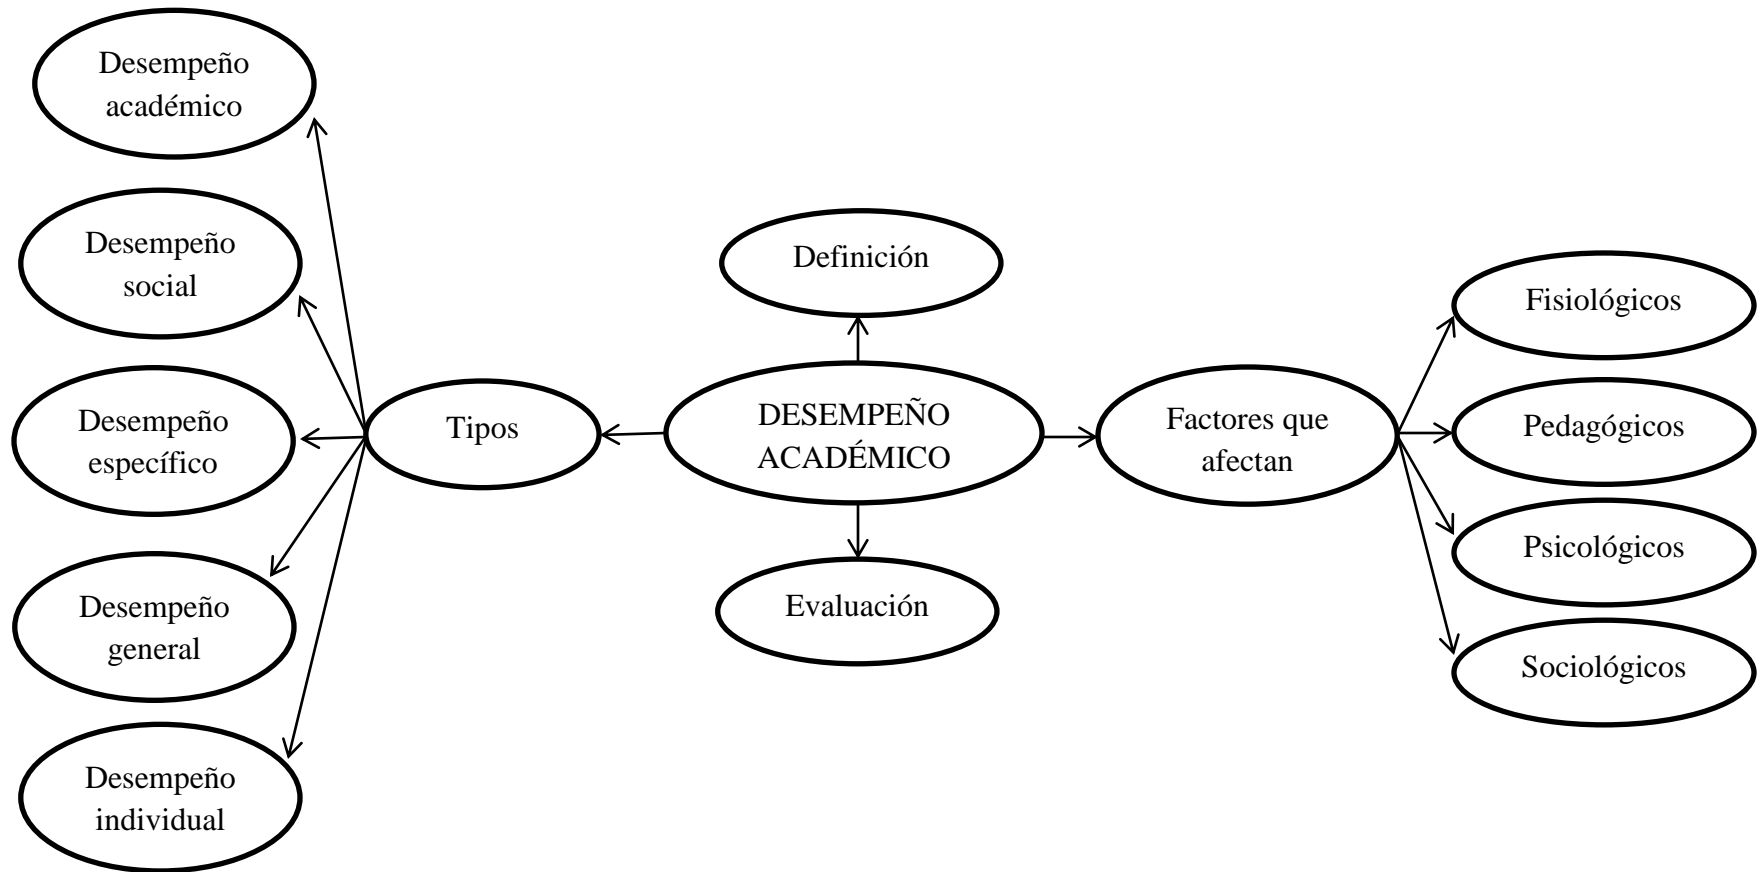 Desempeño
académico
Desempeño
social
Desempeño
específico
Desempeño
general
Desempeño
individual
Tipos
Definición
DESEMPEÑO
ACADÉMICO
Evaluación
Factores que
afectan
Fisiológicos
Pedagógicos
Psicológicos
Sociológicos